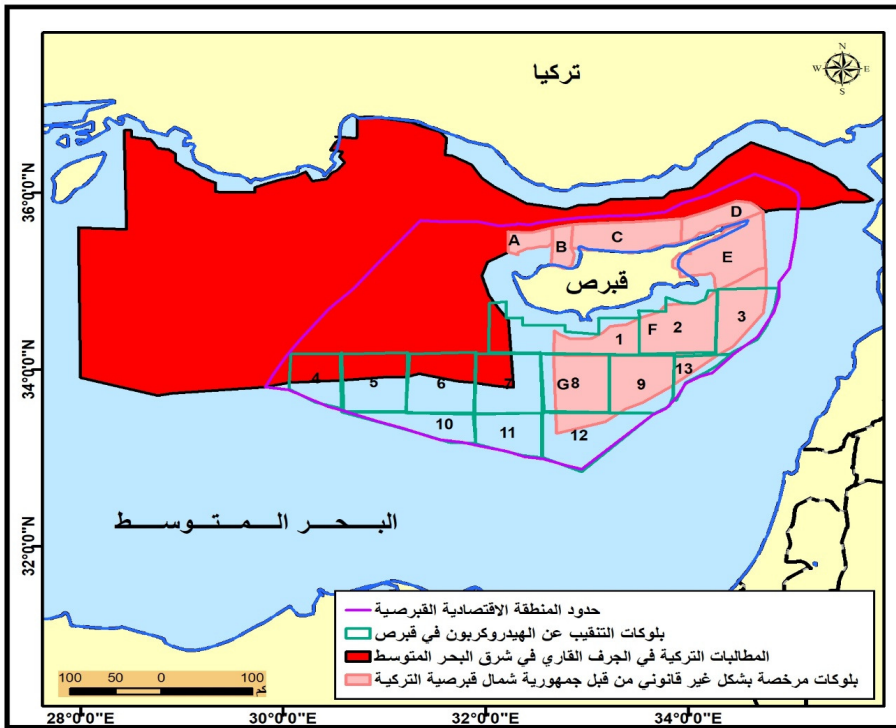 تركيا
N
W E
S
36°0'0"N
D
A
B
C
E
قبرص
3
F
2
1
34°0'0"N
4
5
6
7
G
8
9
13
10
11
12
البحر المتوسط
32°0'0"N
حدود المنطقة الاقتصادية القبرصية
بلوكات التنقيب عن الهيدروكربون في قبرص
المطالبات التركية في الجرف القاري في شرق البحر المتوسط
بلوكات مرخصة بشكل غير قانوني من قبل جمهورية شمال قبرصية التركية
100 50 0 100
كم
28°0'0"E 30°0'0"E 32°0'0"E 34°0'0"E